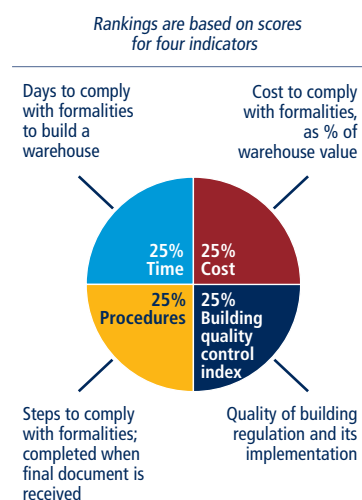 Rankings are based on scores
for four indicators
Days to comply
with formalities
to build a
warehouse
Cost to comply
with formalities,
as % of
warehouse value
25%
Time
25%
Cost
25%
Procedures
25%
Building
quality
control
index
Steps to comply
with formalities;
completed when
final document is
received
Quality of building
regulation and its
implementation